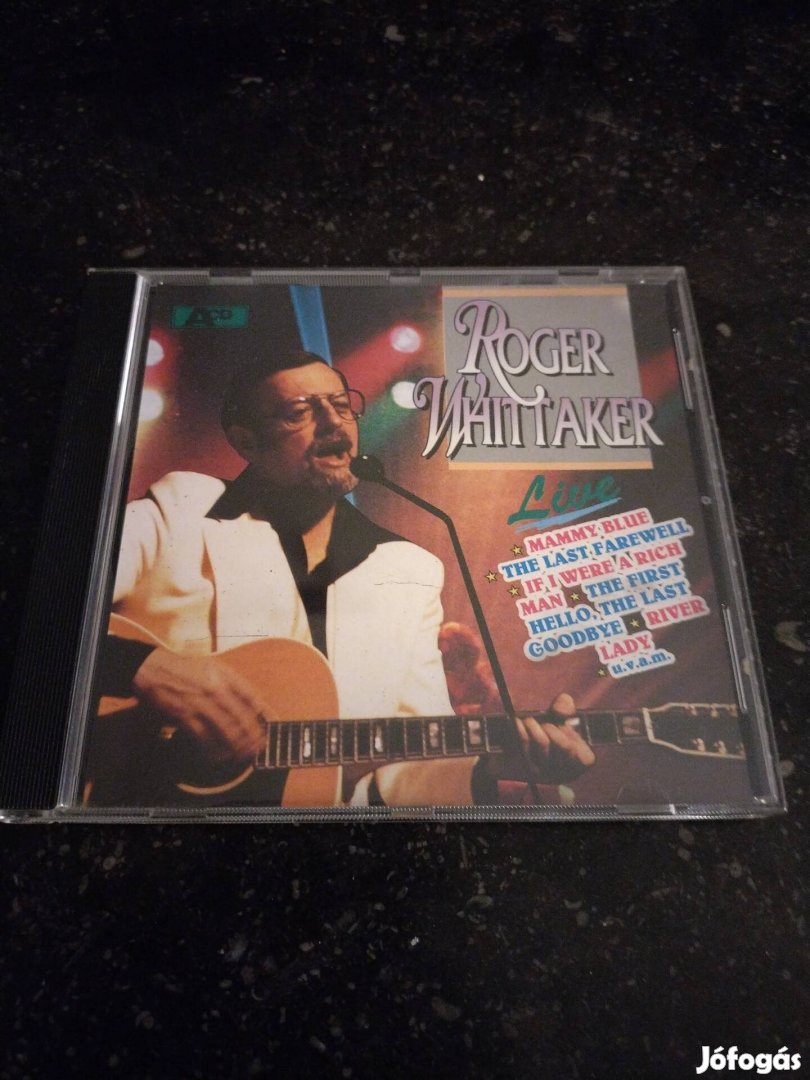 ACD
ROGER
WHITTAKER
Live
★ MAMMY BLUE
★ THE LAST FAREWELL
★ IF I WERE A RICH
MAN ★ THE FIRST
HELLO, THE LAST
GOODBYE ★ RIVER
LADY
★ u.v.a.m.
Jófogás